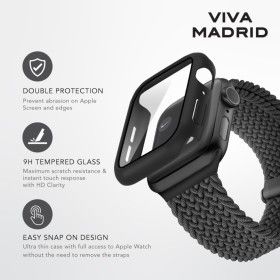 VIVA
MADRID
DOUBLE PROTECTION
Prevent abrasion on Apple
Screen and edges
9H TEMPERED GLASS
Maximum scratch resistance &
instant touch response
with HD Clarity
EASY SNAP ON DESIGN
Ultra thin case with full access to Apple Watch
without the need to remove the straps